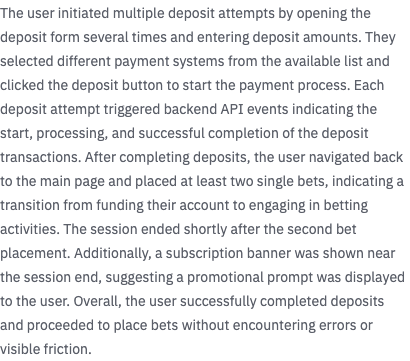 The user initiated multiple deposit attempts by opening the
deposit form several times and entering deposit amounts. They
selected different payment systems from the available list and
clicked the deposit button to start the payment process. Each
deposit attempt triggered backend API events indicating the
start, processing, and successful completion of the deposit
transactions. After completing deposits, the user navigated back
to the main page and placed at least two single bets, indicating a
transition from funding their account to engaging in betting
activities. The session ended shortly after the second bet
placement. Additionally, a subscription banner was shown near
the session end, suggesting a promotional prompt was displayed
to the user. Overall, the user successfully completed deposits
and proceeded to place bets without encountering errors or
visible friction.